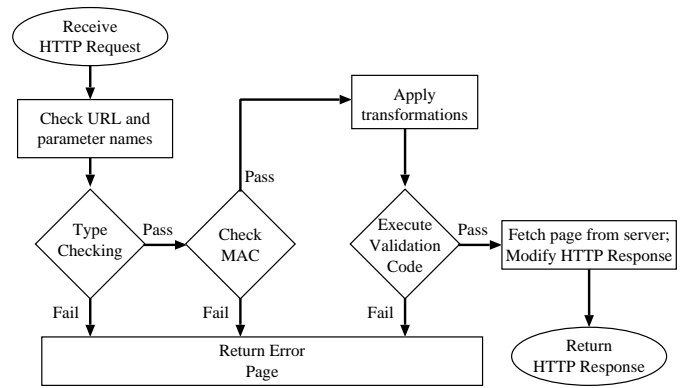 Receive
HTTP Request
Check URL and
parameter names
Apply
transformations
Pass
Type
Checking
Pass
Check
MAC
Execute
Validation
Code
Pass
Fetch page from server;
Modify HTTP Response
Fail
Fail
Fail
Return Error
Page
Return
HTTP Response